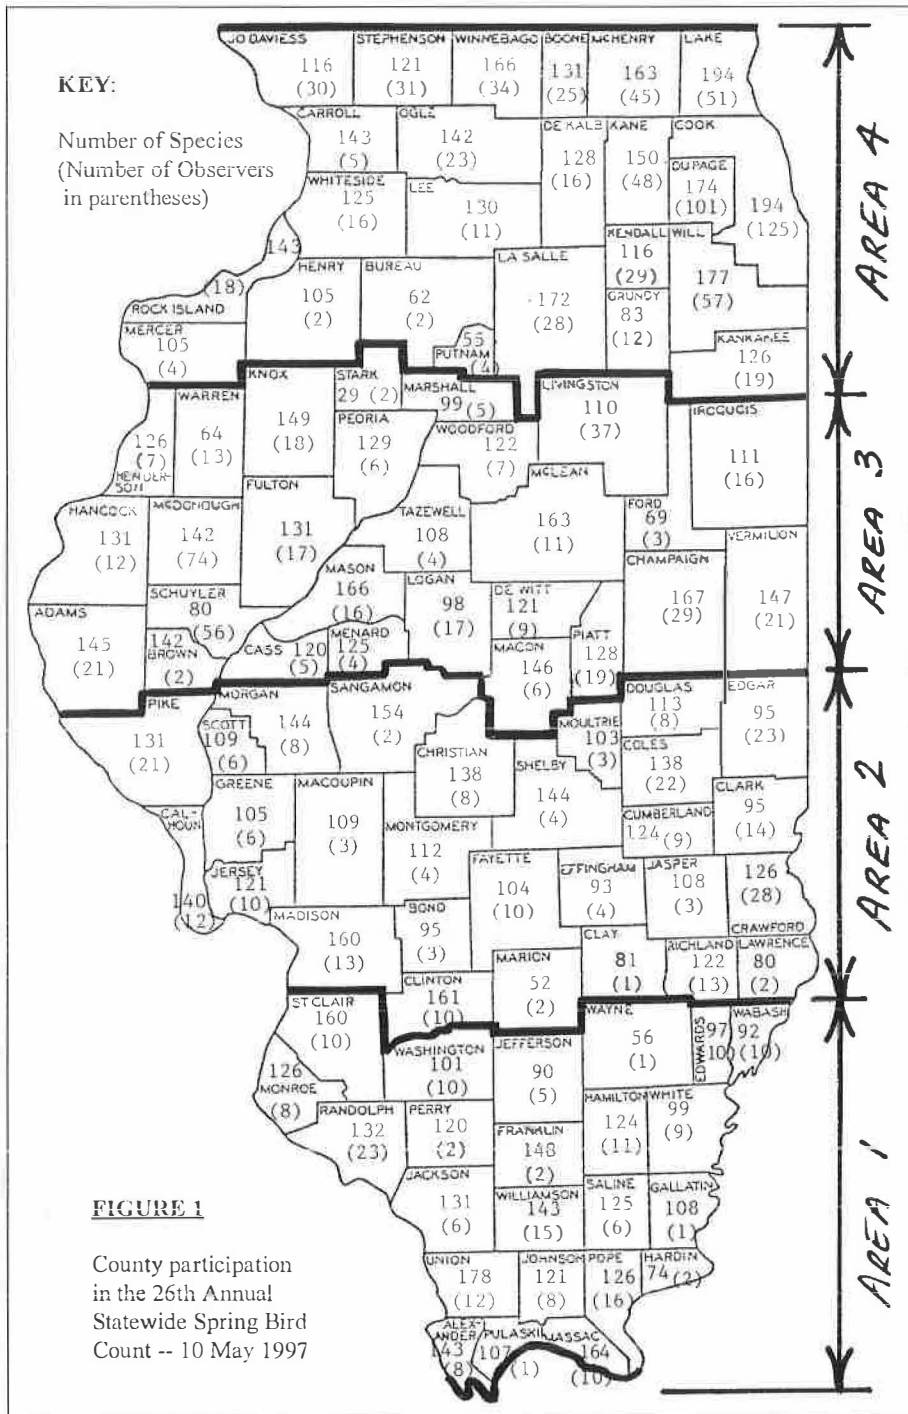 KEY:
Number of Species
(Number of Observers
in parentheses)
JO DAVIESS
116
(30)
STEPHENSON
121
(31)
WINNEBAGO
166
(34)
BOONE
131
(25)
MCHENRY
163
(45)
LAKE
194
(51)
CARROLL
143
(5)
OGLE
142
(23)
DE KALB
128
(16)
KANE
150
(48)
COOK
194
(125)
DU PAGE
174
(101)
WHITESIDE
125
(16)
LEE
130
(11)
KENDALL
116
(29)
WILL
177
(57)
143
(18)
ROCK ISLAND
HENRY
105
(2)
BUREAU
62
(2)
LA SALLE
172
(28)
GRUNDY
83
(12)
MERCER
105
(4)
55
PUTNAM
(4)
KANKAKEE
126
(19)
AREA 4
126
(7)
HENDER-
SON
WARREN
64
(13)
KNOX
149
(18)
STARK
29 (2)
MARSHALL
99 (5)
PEORIA
129
(6)
WOODFORD
122
(7)
LIVINGSTON
110
(37)
IROQUOIS
111
(16)
HANCOCK
131
(12)
MCDONOUGH
142
(74)
FULTON
131
(17)
TAZEWELL
108
(4)
MCLEAN
163
(11)
FORD
69
(3)
VERMILION
147
(21)
MASON
166
(16)
LOGAN
98
(17)
DE WITT
121
(9)
CHAMPAIGN
167
(29)
ADAMS
145
(21)
SCHUYLER
80
(56)
142
BROWN
(2)
CASS 120
(5)
MENARD
125
(4)
MACON
146
(6)
PIATT
128
(19)
AREA 3
PIKE
131
(21)
MORGAN
144
(8)
SANGAMON
154
(2)
SCOTT
109
(6)
CHRISTIAN
138
(8)
MOULTRIE
103
(3)
DOUGLAS
113
(8)
EDGAR
95
(23)
SHELBY
144
(4)
COLES
138
(22)
GREENE
105
(6)
MACOUPIN
109
(3)
CLARK
95
(14)
CAL-
HOUN
140
(12)
MONTGOMERY
112
(4)
CUMBERLAND
124 (9)
JERSEY
121
(10)
FAYETTE
104
(10)
EFFINGHAM
93
(4)
JASPER
108
(3)
126
(28)
CRAWFORD
MADISON
160
(13)
BOND
95
(3)
MARION
52
(2)
CLAY
81
(1)
RICHLAND
122
(13)
LAWRENCE
80
(2)
CLINTON
161
(10)
AREA 2
ST CLAIR
160
(10)
WASHINGTON
101
(10)
JEFFERSON
90
(5)
WAYNE
56
(1)
EDWARDS
97
(10)
WABASH
92
(10)
126
MONROE
(8)
RANDOLPH
132
(23)
PERRY
120
(2)
FRANKLIN
148
(2)
HAMILTON
124
(11)
WHITE
99
(9)
JACKSON
131
(6)
WILLIAMSON
143
(15)
SALINE
125
(6)
GALLATIN
108
(1)
UNION
178
(12)
JOHNSON
121
(8)
POPE
126
(16)
HARDIN
74 (2)
ALEX-
ANDER
143
(8)
PULASKI
107
(1)
MASSAC
164
(10)
AREA 1
FIGURE 1
County participation
in the 26th Annual
Statewide Spring Bird
Count -- 10 May 1997